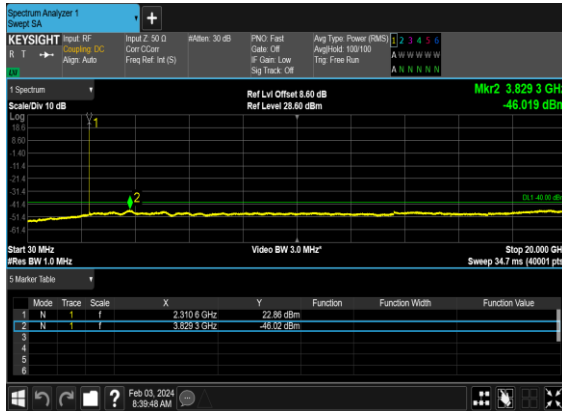 Spectrum Analyzer 1
Swept SA
+
KEYSIGHT Input: RF Input Z: 50 Ω #Atten: 30 dB PNO: Fast Avg Type: Power (RMS) 1 2 3 4 5 6
R T Coupling: DC Corr CCorr Gate: Off Avg|Hold: 100/100 A W W W W W
Align: Auto Freq Ref: Int (S) IF Gain: Low Trig: Free Run
LXI Sig Track: Off A N N N N N
1 Spectrum Ref Lvl Offset 8.60 dB Mkr2 3.829 3 GHz
Scale/Div 10 dB Ref Level 28.60 dBm -46.019 dBm
Log
18.6
1
8.60
-1.40
-11.4
-21.4
-31.4
2
DL1 -40.00 dB
-41.4
-51.4
-61.4
Start 30 MHz Video BW 3.0 MHz* Stop 20.000 GH
#Res BW 1.0 MHz Sweep 34.7 ms (40001 pts
5 Marker Table
Mode Trace Scale X Y Function Function Width Function Value
1 N 1 f 2.310 6 GHz 22.86 dBm
2 N 1 f 3.829 3 GHz -46.02 dBm
3
4
5
6
? Feb 03, 2024
8:39:48 AM